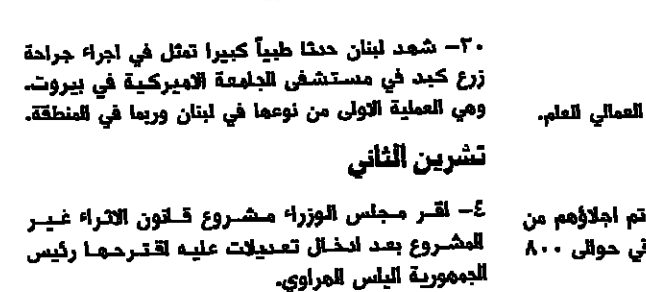 ٣٠- شهد لبنان حدثا طبياً كبيرا تمثل في اجراء جراحة
زرع كبد في مستشفى الجامعة الاميركية في بيروت.
وهي العملية الاولى من نوعها في لبنان وربما في المنطقة.
تشرين الثاني
٤- اقر مجلس الوزراء مشروع قانون الاثراء غير
المشروع بعد ادخال تعديلات عليه اقترحها رئيس
الجمهورية الياس الهراوي.
العمالي العام.
تم اجلاؤهم من
في حوالى ٨٠٠